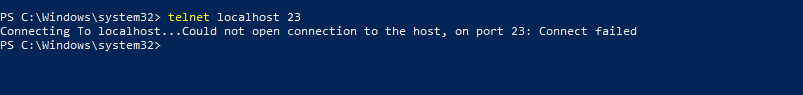 PS C:\Windows\system32> telnet localhost 23
Connecting To localhost...Could not open connection to the host, on port 23: Connect failed
PS C:\Windows\system32>